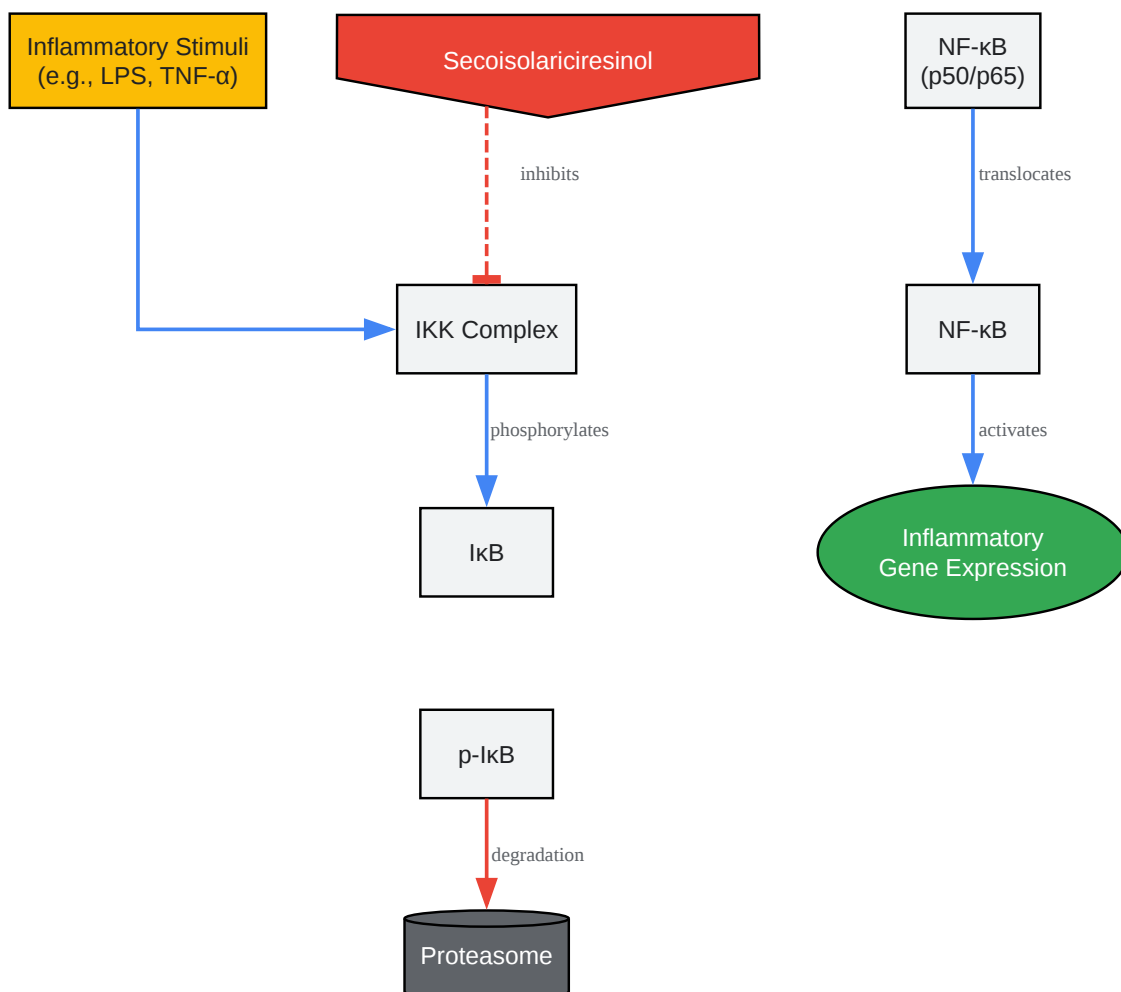 Inflammatory Stimuli
(e.g., LPS, TNF-α)
Secoisolariciresinol
NF-κB
(p50/p65)
inhibits
translocates
IKK Complex
NF-κB
phosphorylates
activates
IκB
Inflammatory
Gene Expression
p-IκB
degradation
Proteasome